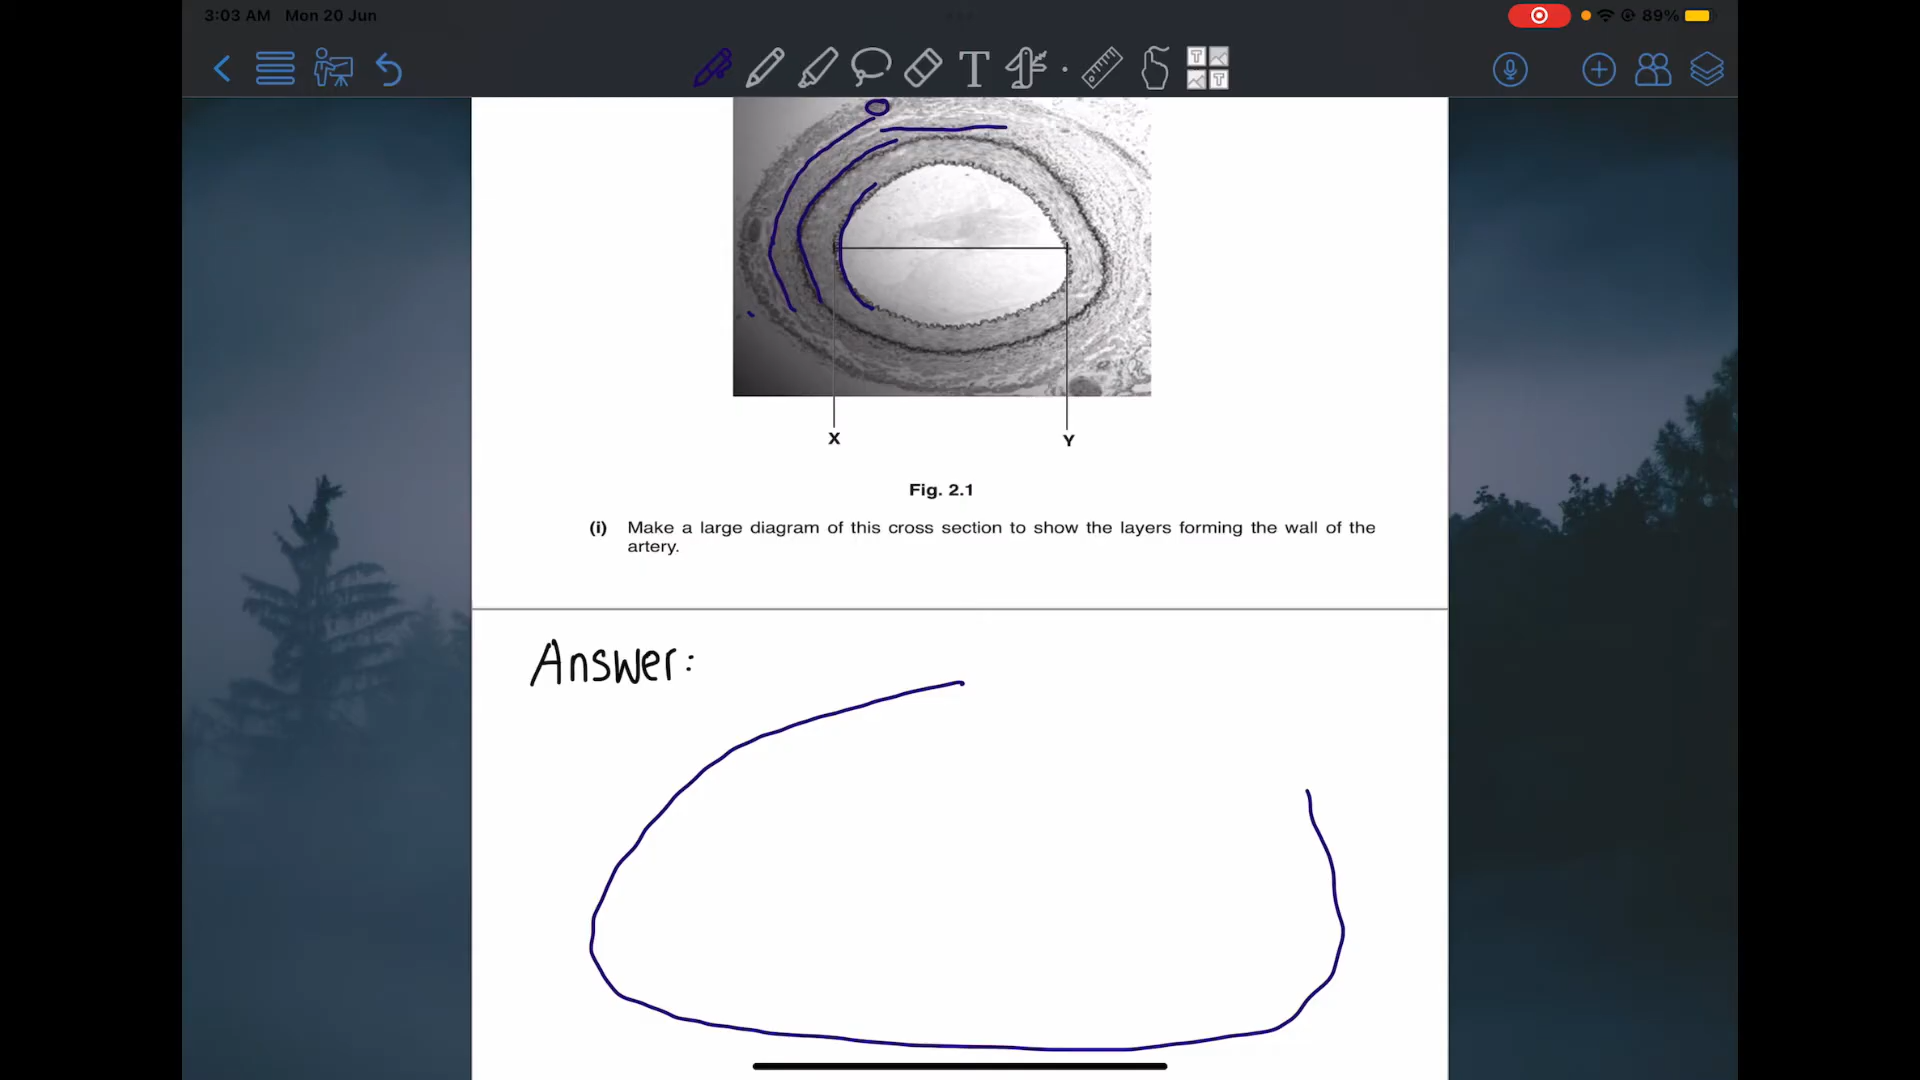 3:03 AM Mon 20 Jun
89%
T
T
T
X
Y
Fig. 2.1
(i) Make a large diagram of this cross section to show the layers forming the wall of the
artery.
Answer: